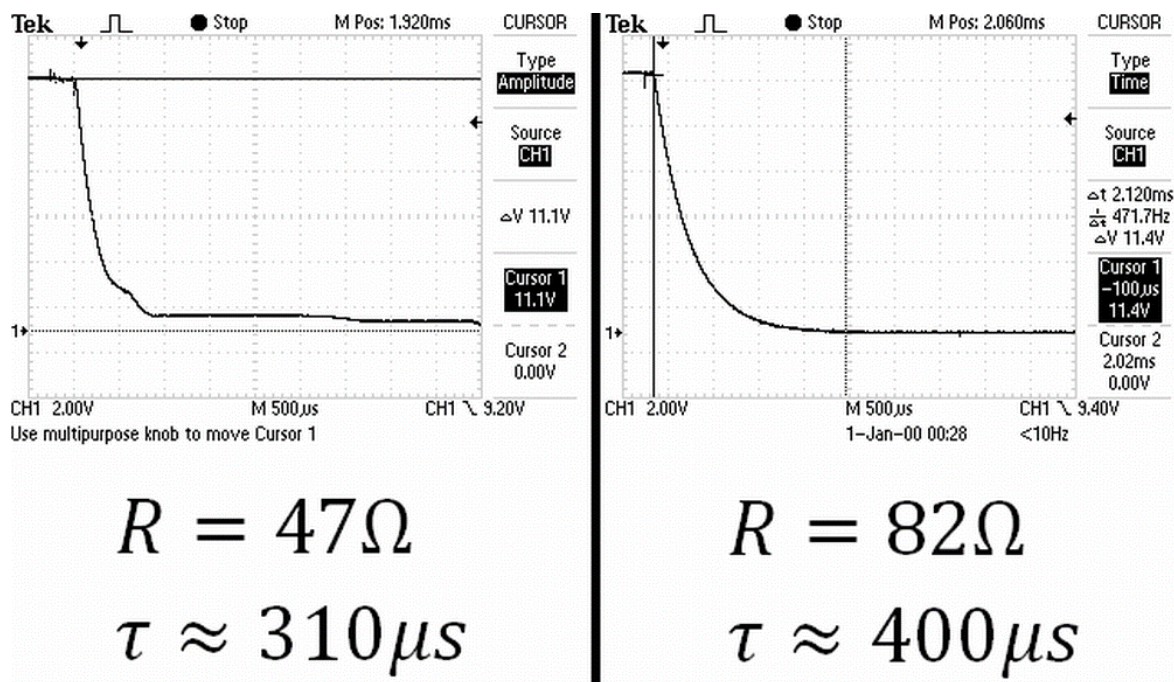 Tek Stop M Pos: 1.920ms CURSOR
Type
Amplitude
Source
CH1
△V 11.1V
Cursor 1
11.1V
Cursor 2
0.00V
1
CH1 2.00V M 500µs CH1 \ 9.20V
Use multipurpose knob to move Cursor 1
R = 47Ω
τ ≈ 310μs
Tek Stop M Pos: 2.060ms CURSOR
Type
Time
Source
CH1
△t 2.120ms
1/△t 471.7Hz
△V 11.4V
Cursor 1
-100µs
11.4V
Cursor 2
2.02ms
0.00V
1
CH1 2.00V M 500µs CH1 \ 9.40V
1-Jan-00 00:28 <10Hz
R = 82Ω
τ ≈ 400μs